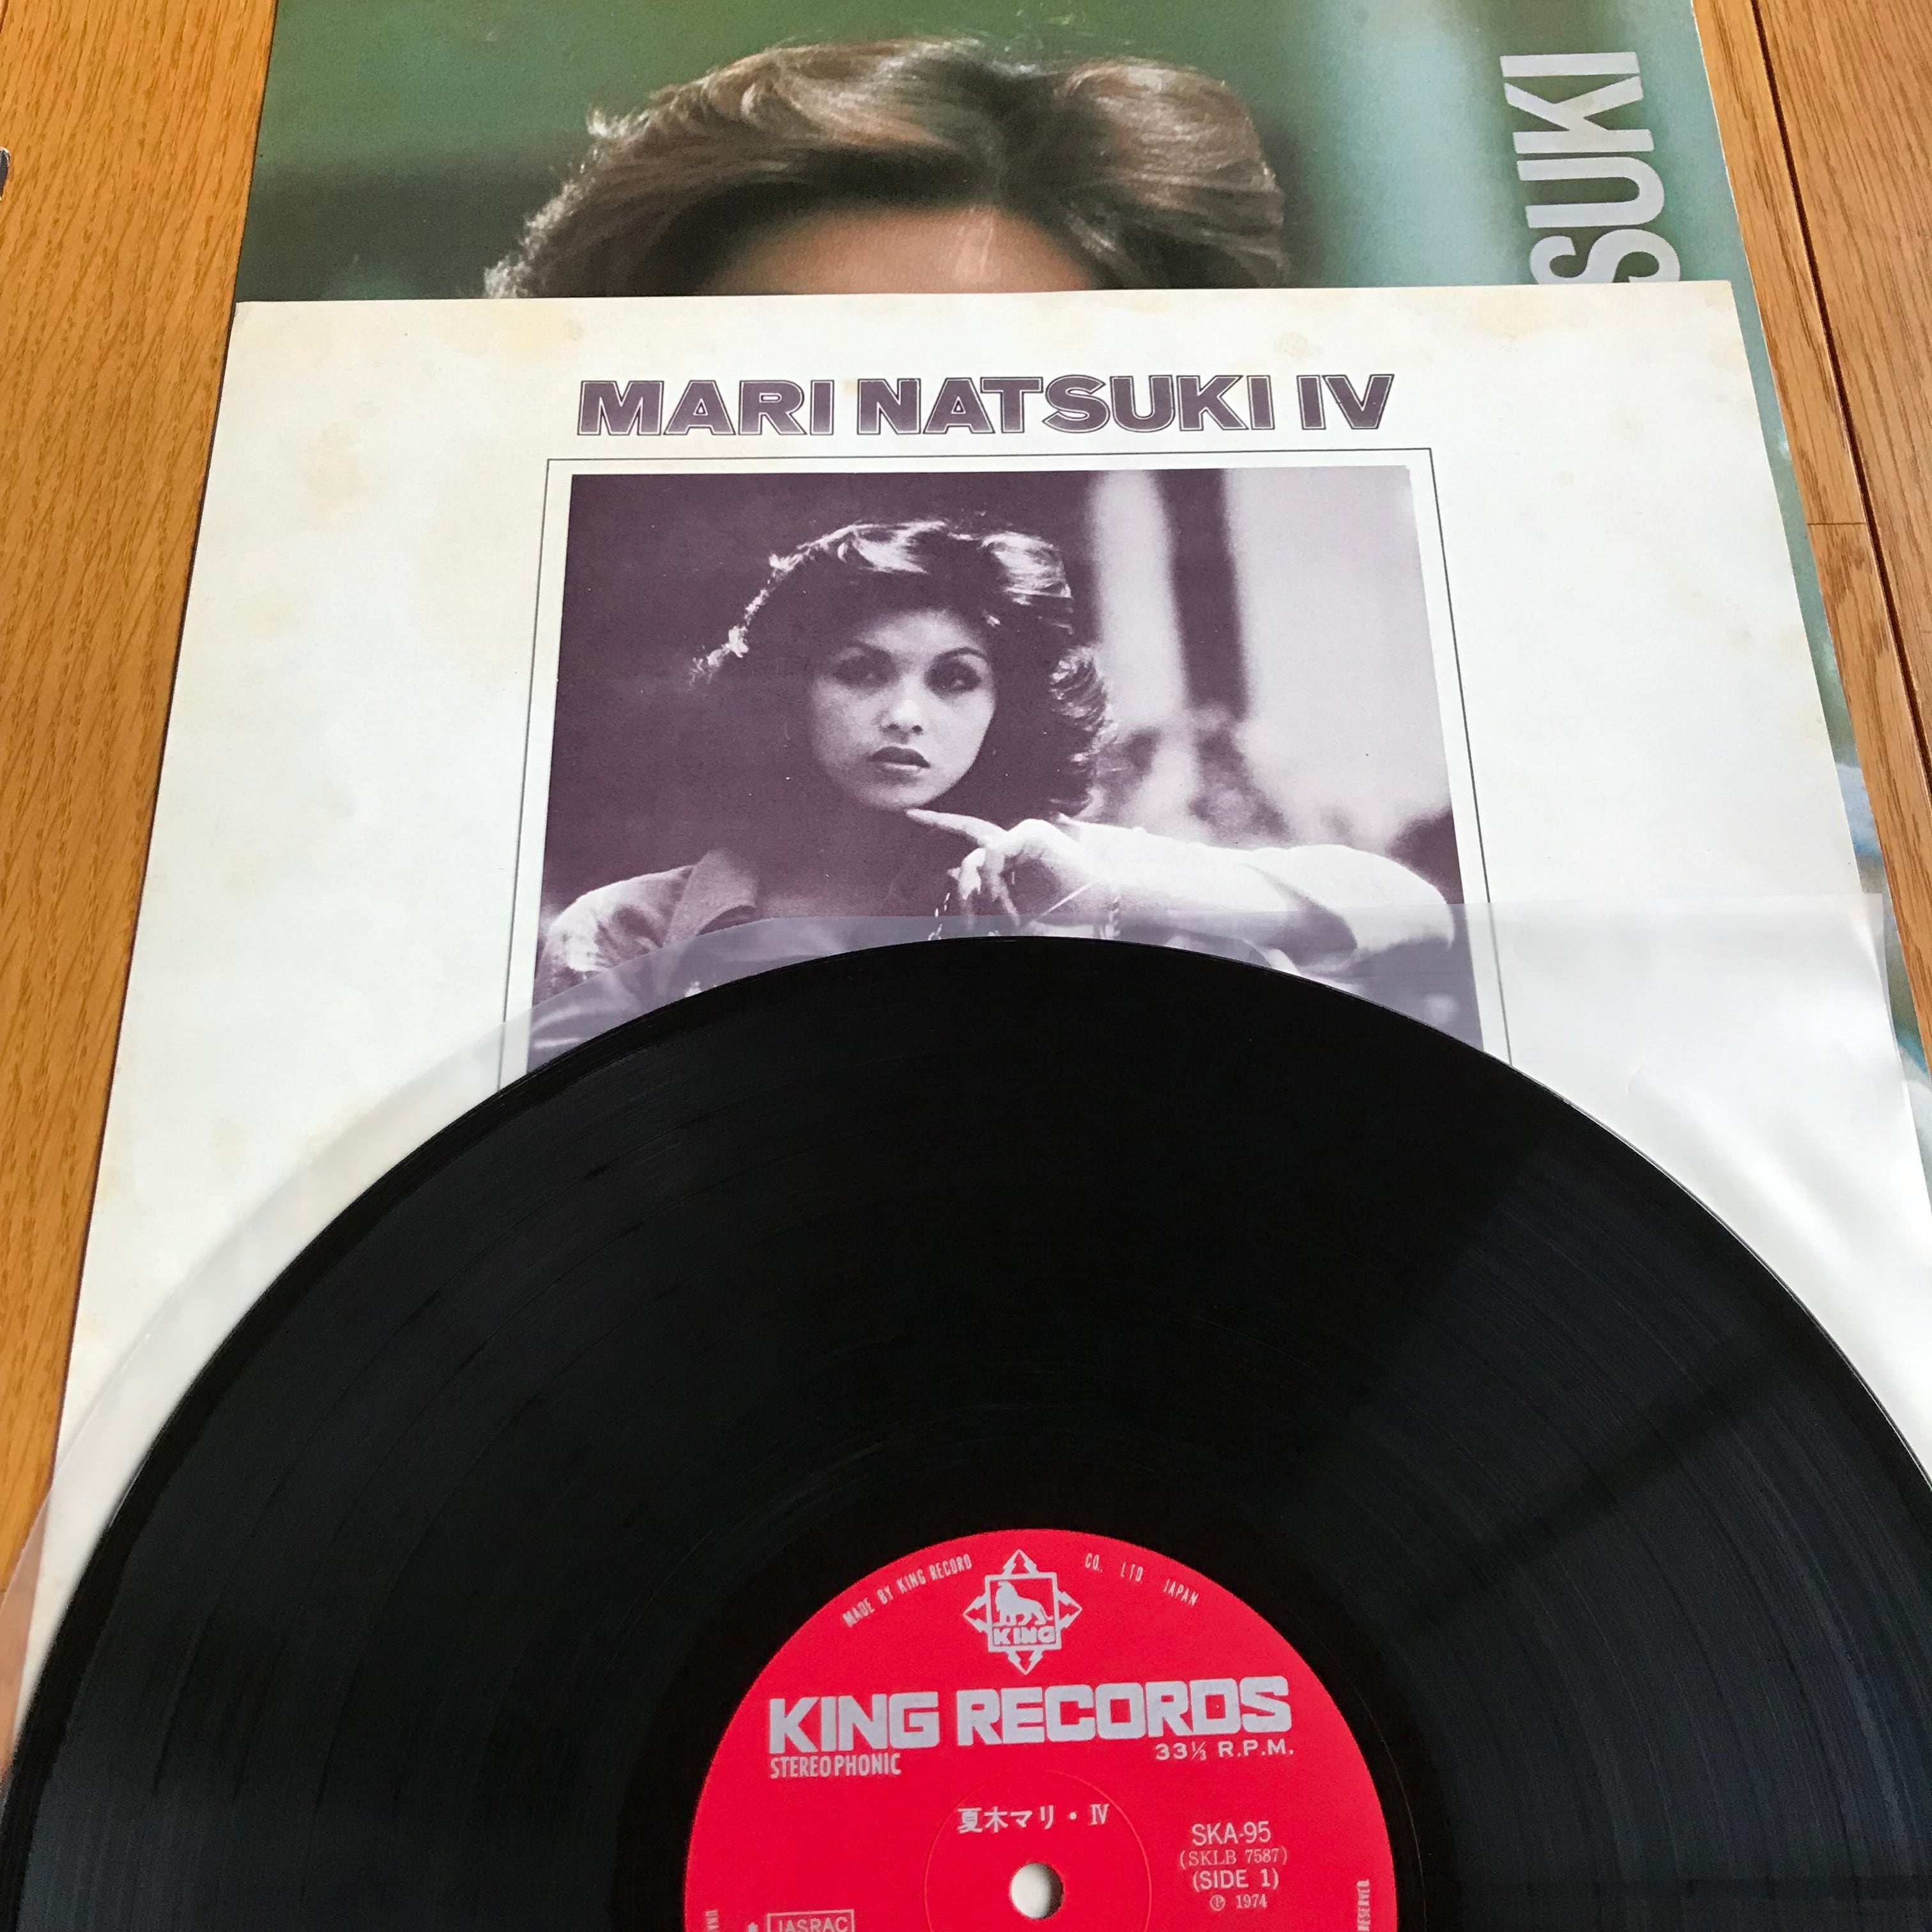 SUKI
MARI NATSUKI IV
MADE BY KING RECORD CO., LTD. JAPAN
KING
KING RECORDS
STEREOPHONIC
33⅓ R.P.M.
夏木マリ・Ⅳ
SKA-95
(SKLB 7587)
(SIDE 1)
℗ 1974
JASRAC
RESERVED